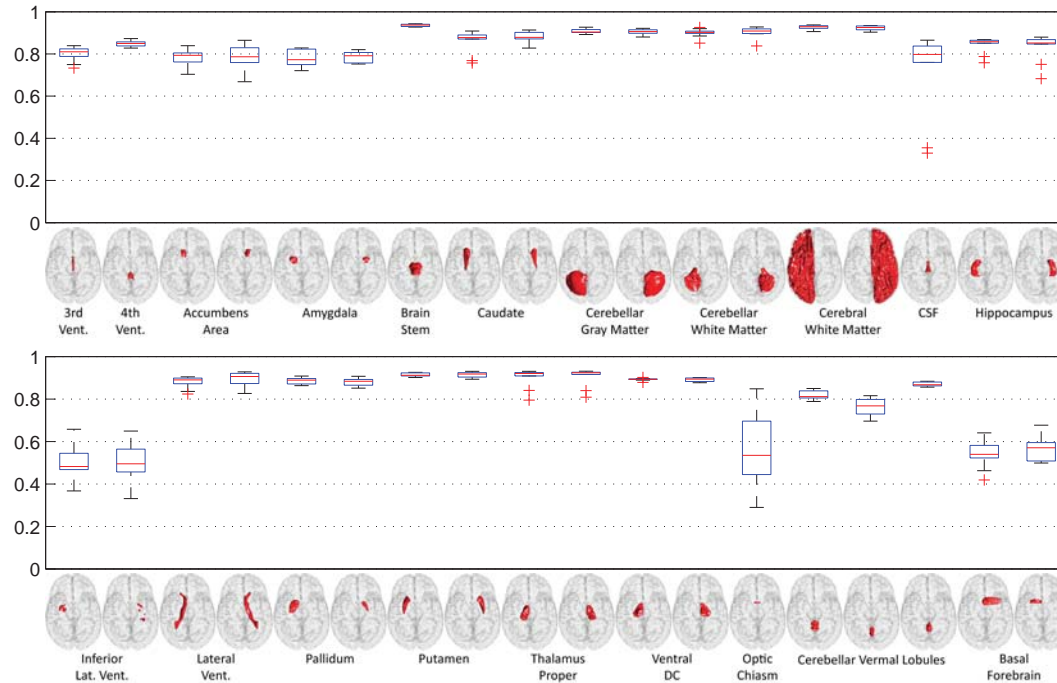 1
0.8
0.6
0.4
0.2
0
3rd Vent.
4th Vent.
Accumbens Area
Amygdala
Brain Stem
Caudate
Cerebellar Gray Matter
Cerebellar White Matter
Cerebral White Matter
CSF
Hippocampus
1
0.8
0.6
0.4
0.2
0
Inferior Lat. Vent.
Lateral Vent.
Pallidum
Putamen
Thalamus Proper
Ventral DC
Optic Chiasm
Cerebellar Vermal Lobules
Basal Forebrain